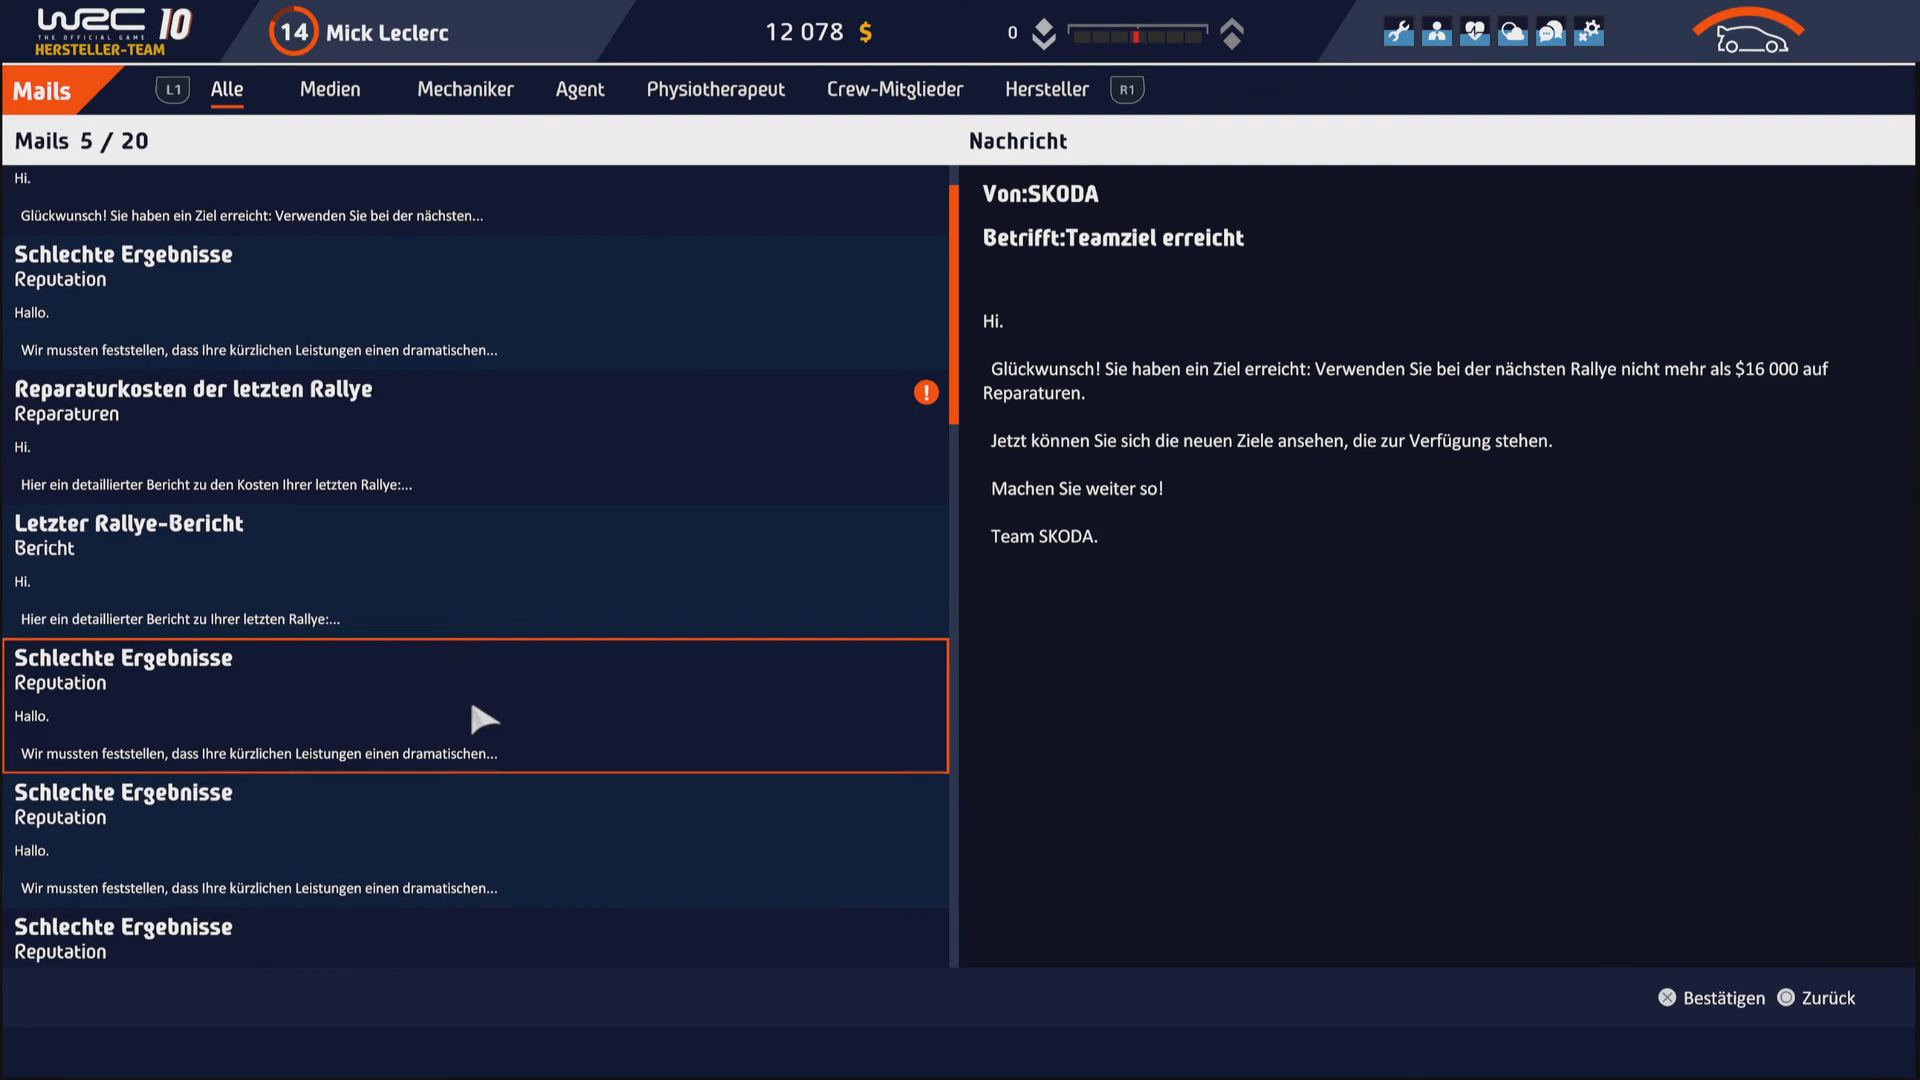 WRC 10
THE OFFICIAL GAME
HERSTELLER-TEAM
14 Mick Leclerc
12 078 $
0
Mails
L1 Alle Medien Mechaniker Agent Physiotherapeut Crew-Mitglieder Hersteller R1
Mails 5 / 20
Hi.
Glückwunsch! Sie haben ein Ziel erreicht: Verwenden Sie bei der nächsten...
Schlechte Ergebnisse
Reputation
Hallo.
Wir mussten feststellen, dass Ihre kürzlichen Leistungen einen dramatischen...
Reparaturkosten der letzten Rallye
!
Reparaturen
Hi.
Hier ein detaillierter Bericht zu den Kosten Ihrer letzten Rallye:...
Letzter Rallye-Bericht
Bericht
Hi.
Hier ein detaillierter Bericht zu Ihrer letzten Rallye:...
Schlechte Ergebnisse
Reputation
Hallo.
Wir mussten feststellen, dass Ihre kürzlichen Leistungen einen dramatischen...
Schlechte Ergebnisse
Reputation
Hallo.
Wir mussten feststellen, dass Ihre kürzlichen Leistungen einen dramatischen...
Schlechte Ergebnisse
Reputation
Nachricht
Von:SKODA
Betrifft:Teamziel erreicht
Hi.
Glückwunsch! Sie haben ein Ziel erreicht: Verwenden Sie bei der nächsten Rallye nicht mehr als $16 000 auf
Reparaturen.
Jetzt können Sie sich die neuen Ziele ansehen, die zur Verfügung stehen.
Machen Sie weiter so!
Team SKODA.
Bestätigen Zurück